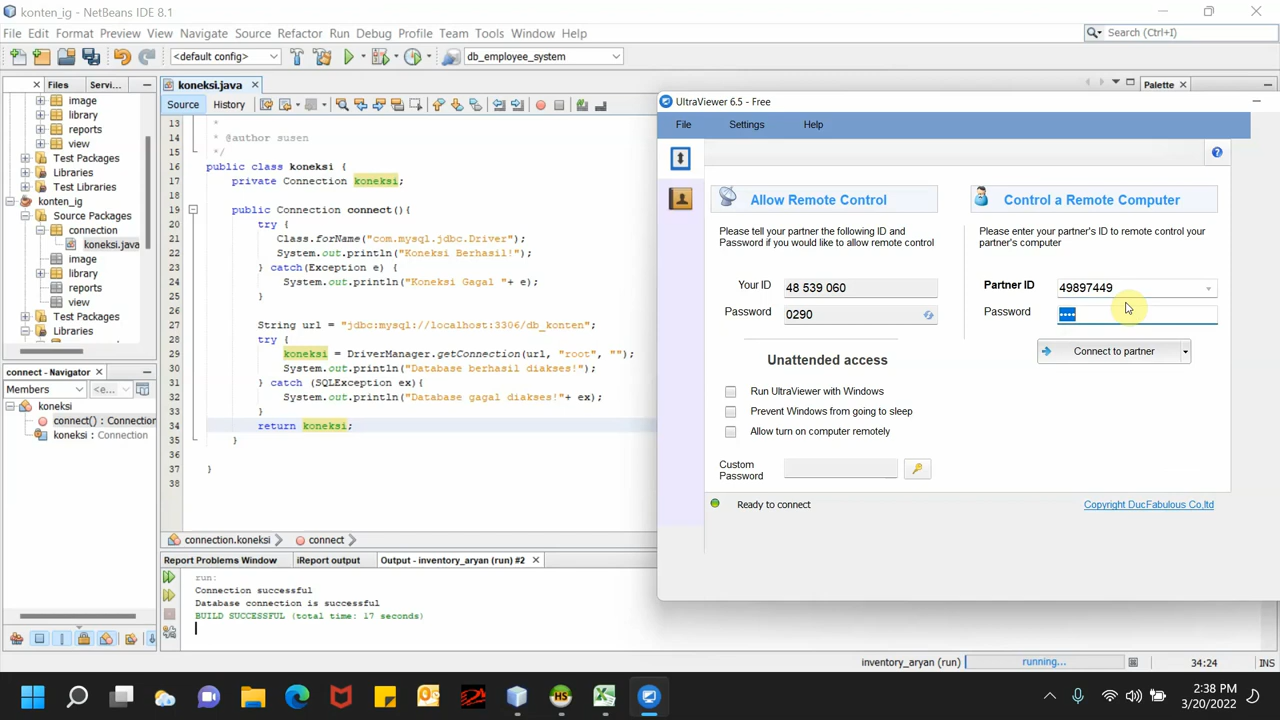 konten_ig - NetBeans IDE 8.1
File Edit Format Preview View Navigate Source Refactor Run Debug Profile Team Tools Window Help
Search (Ctrl+I)
<default config>
db_employee_system
Files
Servi...
image
library
reports
view
Test Packages
Libraries
Test Libraries
konten_ig
Source Packages
connection
koneksi.java
image
library
reports
view
Test Packages
Libraries
connect - Navigator
Members
<e...
koneksi
connect() : Connection
koneksi : Connection
koneksi.java
Source History
13 *
14 * @author susen
15 */
16 public class koneksi {
17 private Connection koneksi;
18
19 public Connection connect(){
20 try {
21 Class.forName("com.mysql.jdbc.Driver");
22 System.out.println("Koneksi Berhasil!");
23 } catch(Exception e) {
24 System.out.println("Koneksi Gagal "+ e);
25 }
26
27 String url = "jdbc:mysql://localhost:3306/db_konten";
28 try {
29 koneksi = DriverManager.getConnection(url, "root", "");
30 System.out.println("Database berhasil diakses!");
31 } catch (SQLException ex){
32 System.out.println("Database gagal diakses!"+ ex);
33 }
34 return koneksi;
35 }
36
37 }
38
connection.koneksi
connect
Report Problems Window
iReport output
Output - inventory_aryan (run) #2
run:
Connection successful
Database connection is successful
BUILD SUCCESSFUL (total time: 17 seconds)
Palette
UltraViewer 6.5 - Free
File Settings Help
Allow Remote Control
Please tell your partner the following ID and
Password if you would like to allow remote control
Your ID 48 539 060
Password 0290
Unattended access
Run UltraViewer with Windows
Prevent Windows from going to sleep
Allow turn on computer remotely
Custom
Password
Ready to connect
Control a Remote Computer
Please enter your partner's ID to remote control your
partner's computer
Partner ID 49897449
Password ••••
Connect to partner
Copyright DucFabulous Co,ltd
inventory_aryan (run)
running...
34:24
INS
2:38 PM
3/20/2022